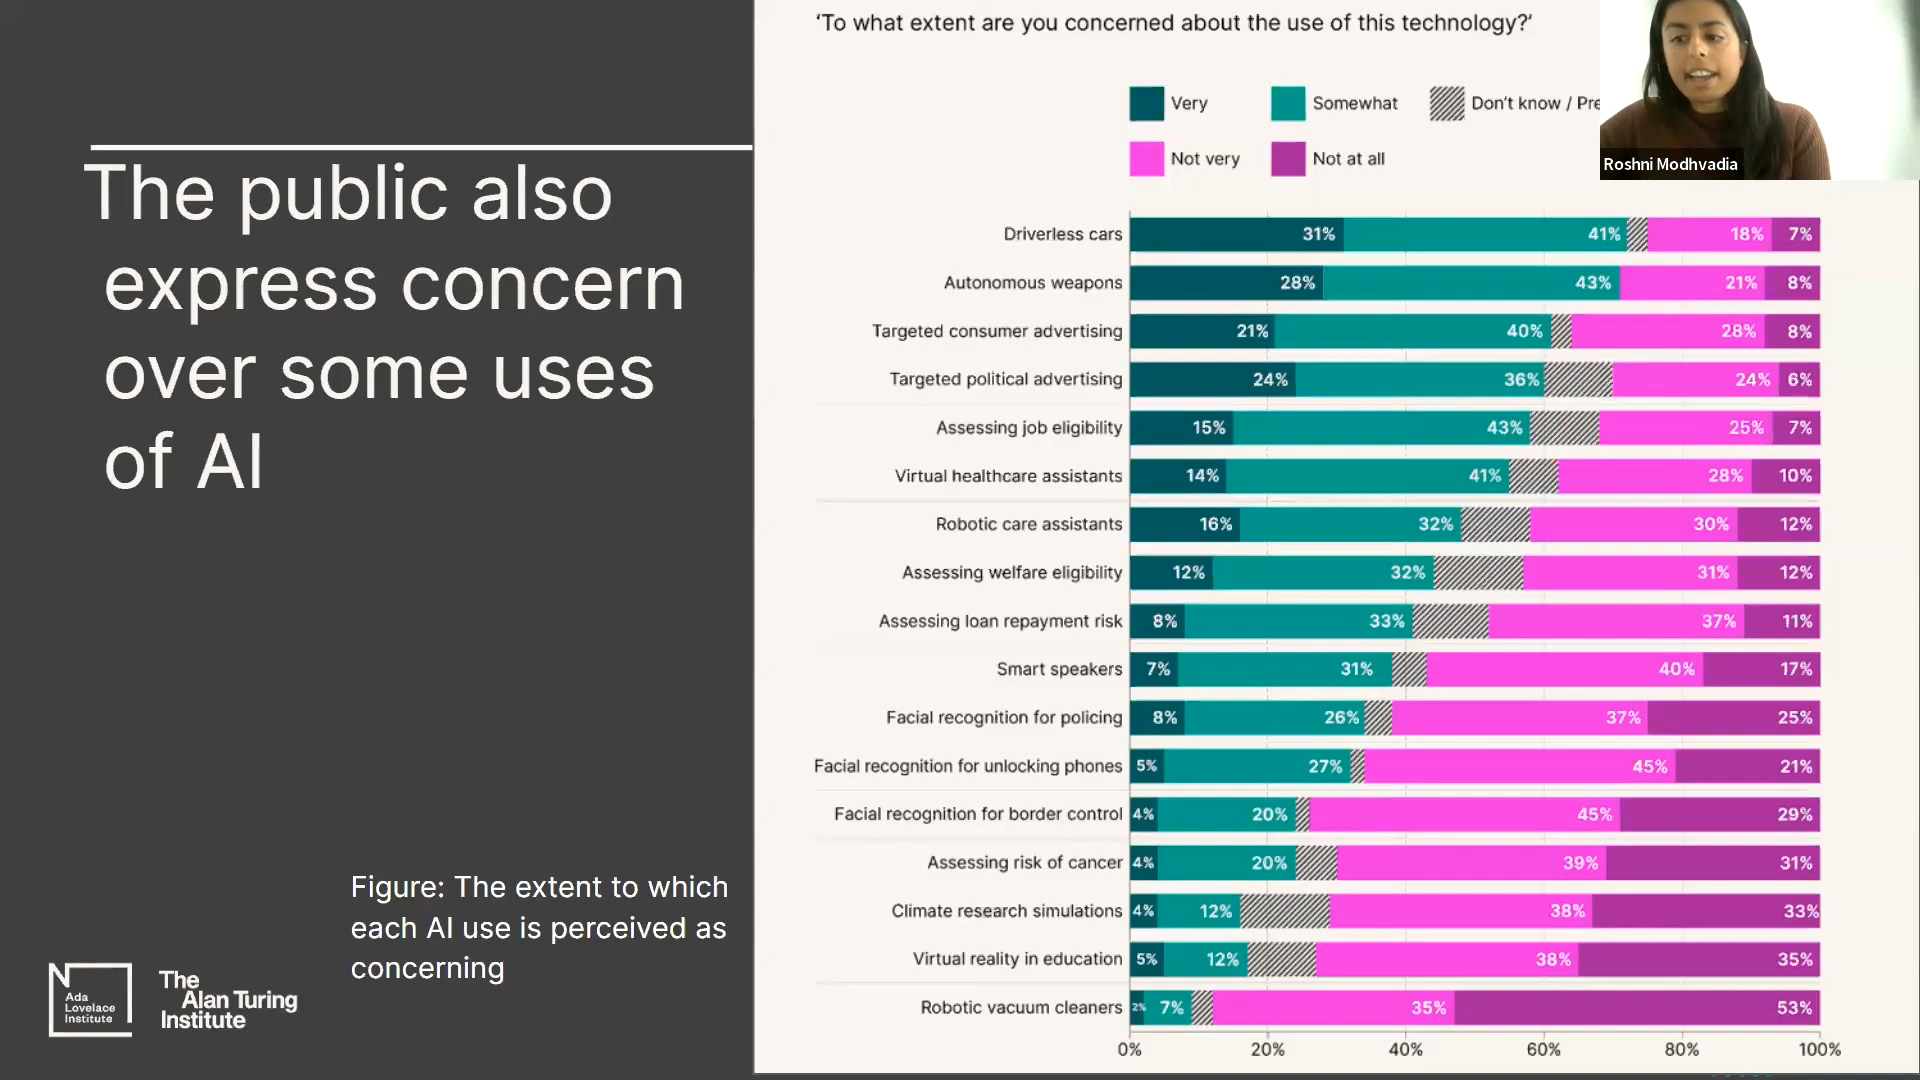 'To what extent are you concerned about the use of this technology?'
Very
Somewhat
Don't know / Pre
Not very
Not at all
Roshni Modhvadia
The public also
express concern
over some uses
of AI
Driverless cars 31% 41% 18% 7%
Autonomous weapons 28% 43% 21% 8%
Targeted consumer advertising 21% 40% 28% 8%
Targeted political advertising 24% 36% 24% 6%
Assessing job eligibility 15% 43% 25% 7%
Virtual healthcare assistants 14% 41% 28% 10%
Robotic care assistants 16% 32% 30% 12%
Assessing welfare eligibility 12% 32% 31% 12%
Assessing loan repayment risk 8% 33% 37% 11%
Smart speakers 7% 31% 40% 17%
Facial recognition for policing 8% 26% 37% 25%
Facial recognition for unlocking phones 5% 27% 45% 21%
Facial recognition for border control 4% 20% 45% 29%
Assessing risk of cancer 4% 20% 39% 31%
Climate research simulations 4% 12% 38% 33%
Virtual reality in education 5% 12% 38% 35%
Robotic vacuum cleaners 2% 7% 35% 53%
0% 20% 40% 60% 80% 100%
Figure: The extent to which
each AI use is perceived as
concerning
Ada
Lovelace
Institute
The
Alan Turing
Institute